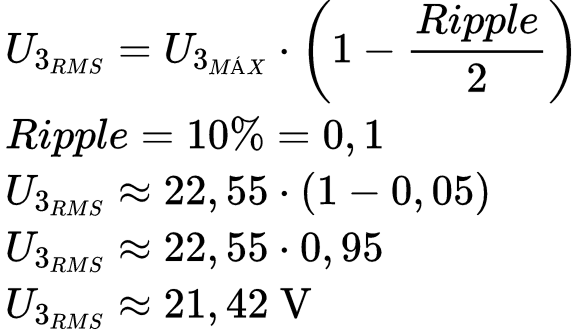 U_{3_{RMS}} = U_{3_{MÁX}} · (1 − Ripple/2)
Ripple = 10% = 0,1
U_{3_{RMS}} ≈ 22,55 · (1 − 0,05)
U_{3_{RMS}} ≈ 22,55 · 0,95
U_{3_{RMS}} ≈ 21,42 V